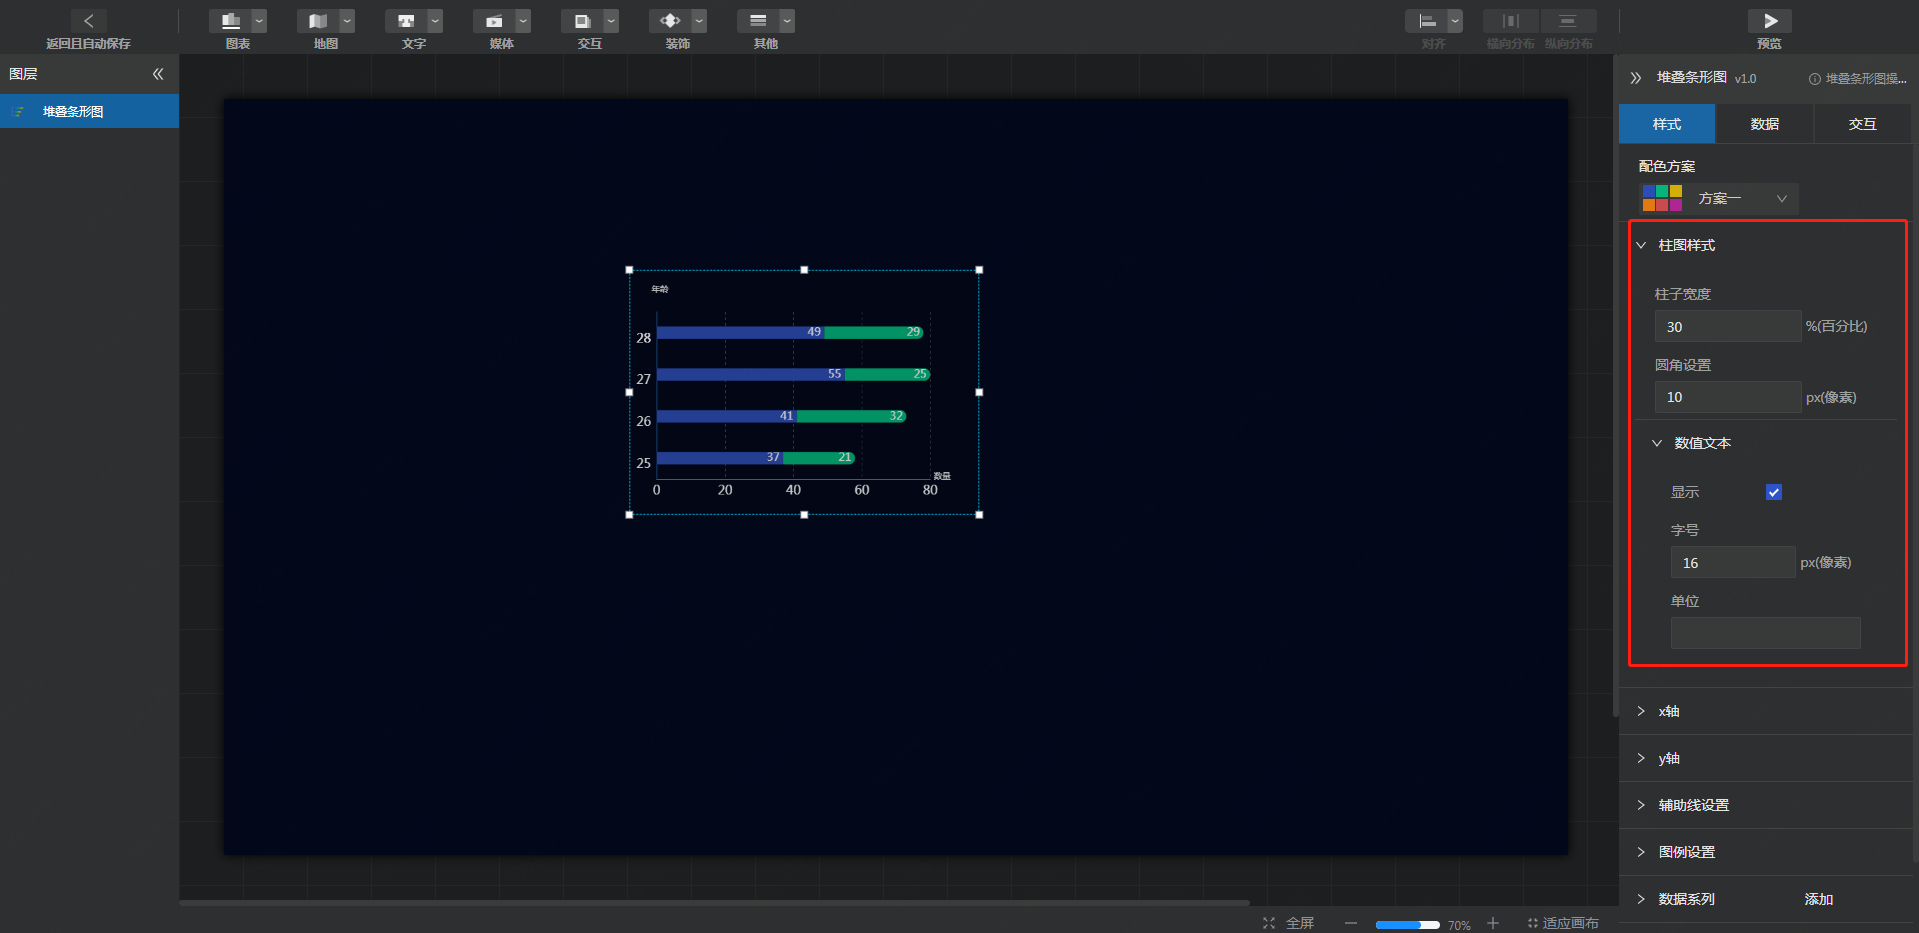 返回且自动保存
图表
地图
文字
媒体
交互
装饰
其他
对齐
横向分布
纵向分布
预览
图层
堆叠条形图
年龄
28
49
29
27
55
25
26
41
32
25
37
21
数量
0
20
40
60
80
堆叠条形图 v1.0
堆叠条形图操...
样式
数据
交互
配色方案
方案一
柱图样式
柱子宽度
30 %(百分比)
圆角设置
10 px(像素)
数值文本
显示
字号
16 px(像素)
单位
x轴
y轴
辅助线设置
图例设置
数据系列 添加
全屏
70%
适应画布